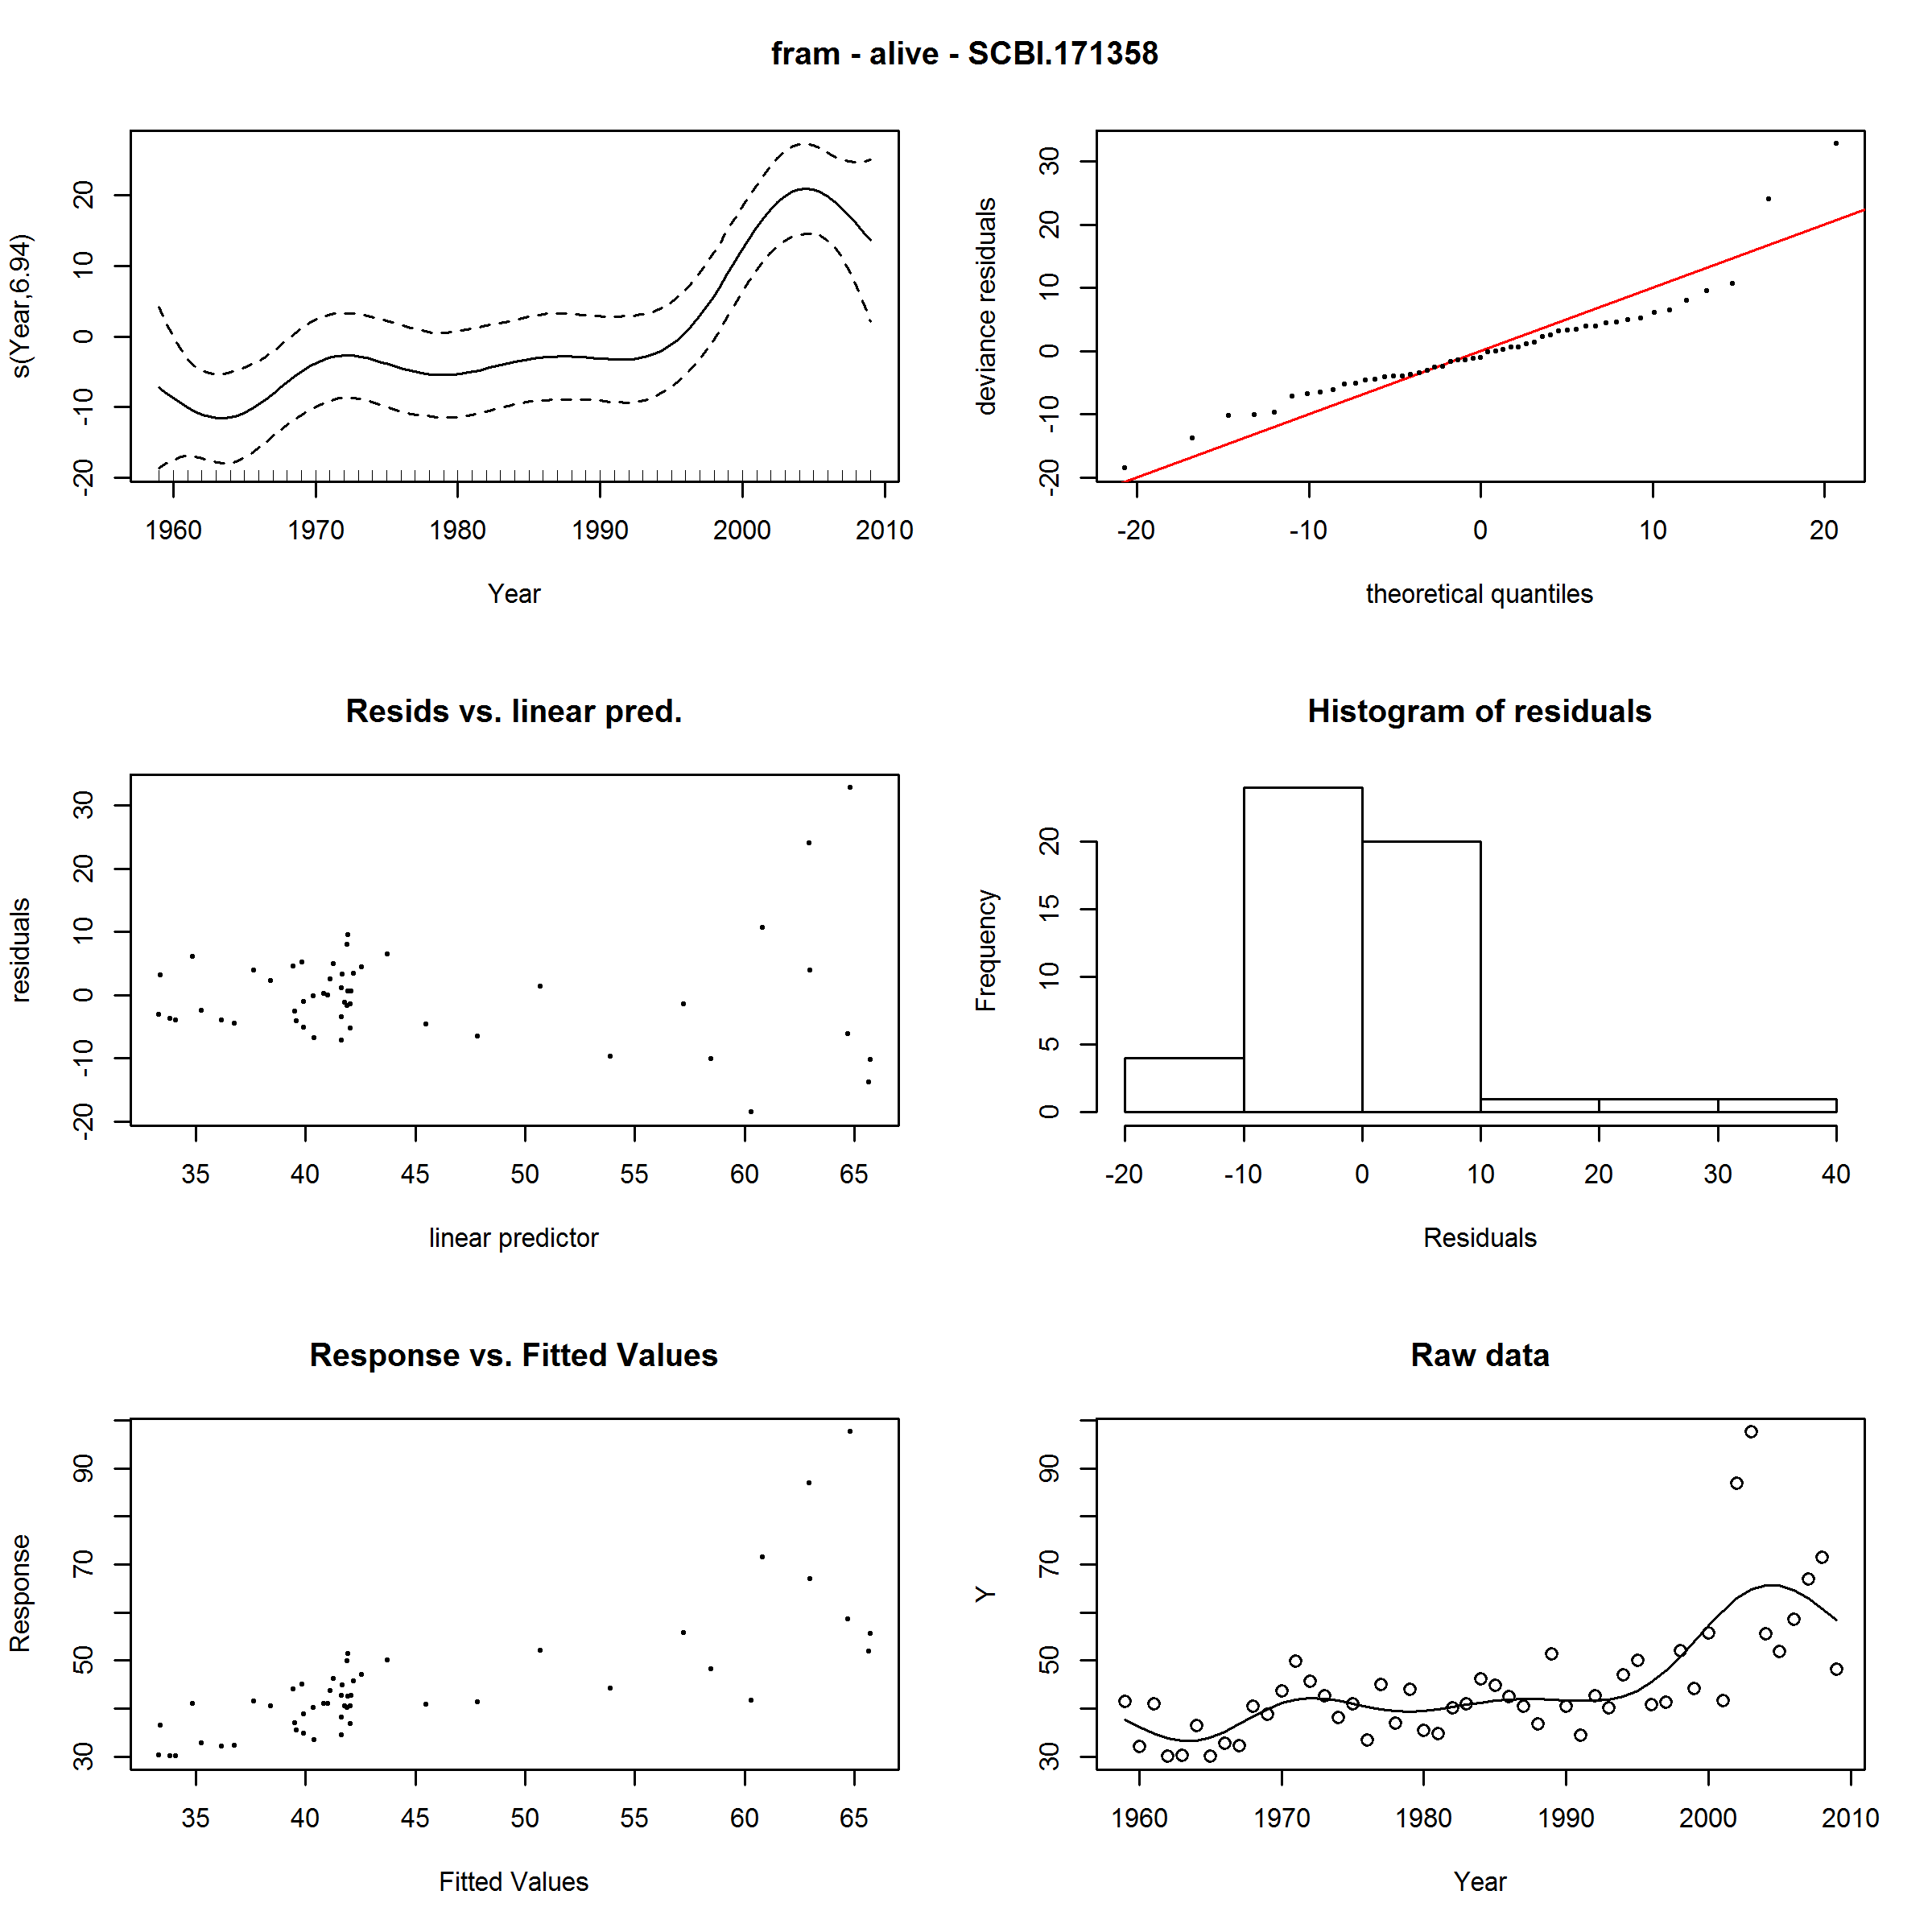 fram - alive - SCBI.171358
s(Year,6.94)
-20 -10 0 10 20
1960 1970 1980 1990 2000 2010
Year
deviance residuals
-20 -10 0 10 20 30
-20 -10 0 10 20
theoretical quantiles
Resids vs. linear pred.
residuals
-20 -10 0 10 20 30
35 40 45 50 55 60 65
linear predictor
Histogram of residuals
Frequency
0 5 10 15 20
-20 -10 0 10 20 30 40
Residuals
Response vs. Fitted Values
Response
30 50 70 90
35 40 45 50 55 60 65
Fitted Values
Raw data
Y
30 50 70 90
1960 1970 1980 1990 2000 2010
Year